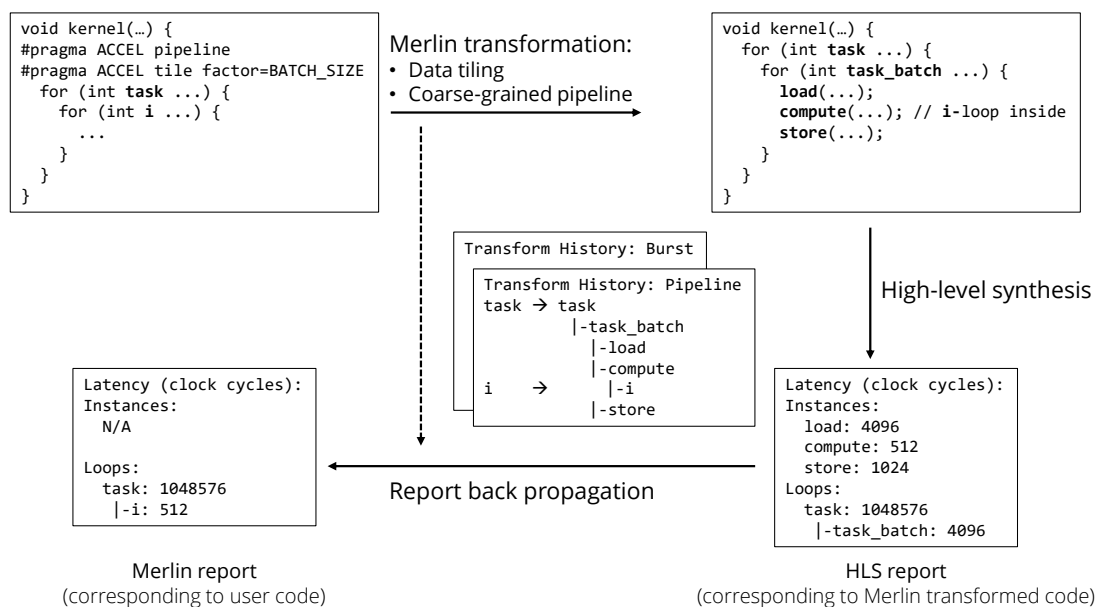 void kernel(…) {
#pragma ACCEL pipeline
#pragma ACCEL tile factor=BATCH_SIZE
  for (int task ...) {
    for (int i ...) {
      ...
    }
  }
}
Merlin transformation:
• Data tiling
• Coarse-grained pipeline
void kernel(…) {
  for (int task ...) {
    for (int task_batch ...) {
      load(...);
      compute(...); // i-loop inside
      store(...);
    }
  }
}
Transform History: Burst
Transform History: Pipeline
task → task
|-task_batch
|-load
|-compute
i → |-i
|-store
High-level synthesis
Latency (clock cycles):
Instances:
  N/A
Loops:
  task: 1048576
   |-i: 512
Report back propagation
Latency (clock cycles):
Instances:
  load: 4096
  compute: 512
  store: 1024
Loops:
  task: 1048576
   |-task_batch: 4096
Merlin report
(corresponding to user code)
HLS report
(corresponding to Merlin transformed code)